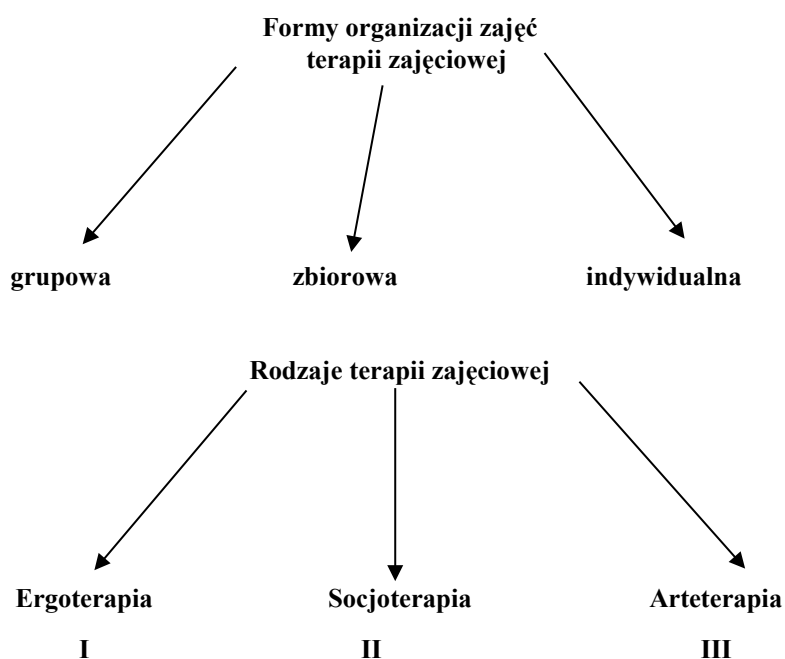 Formy organizacji zajęć
terapii zajęciowej
grupowa zbiorowa indywidualna
Rodzaje terapii zajęciowej
Ergoterapia Socjoterapia Arteterapia
I II III